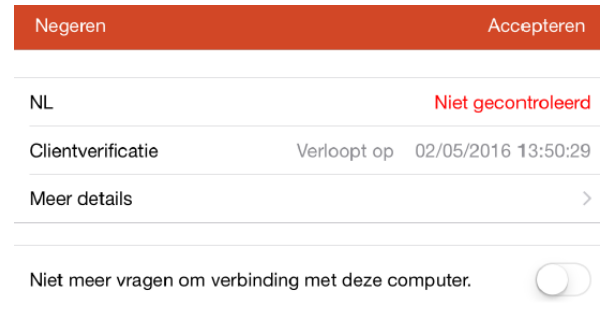 Negeren Accepteren
NL Niet gecontroleerd
Clientverificatie Verloopt op 02/05/2016 13:50:29
Meer details
Niet meer vragen om verbinding met deze computer.